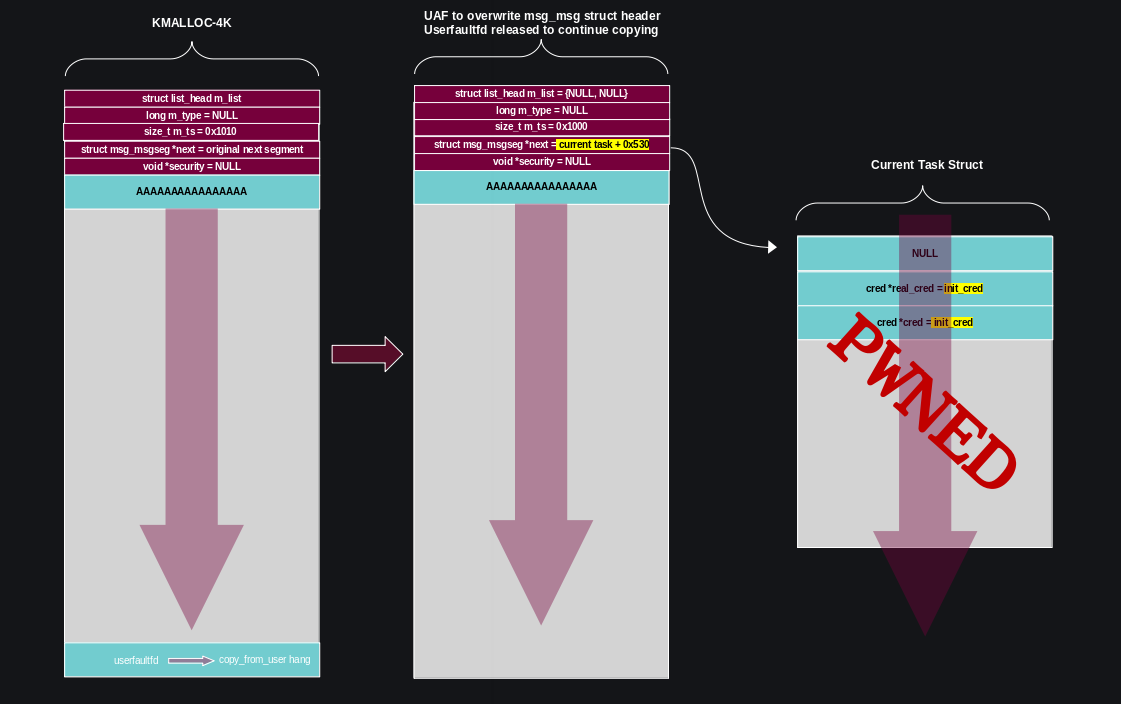 KMALLOC-4K
struct list_head m_list
long m_type = NULL
size_t m_ts = 0x1010
struct msg_msgseg *next = original next segment
void *security = NULL
AAAAAAAAAAAAAAAA
userfaultfd
copy_from_user hang
UAF to overwrite msg_msg struct header
Userfaultfd released to continue copying
struct list_head m_list = {NULL, NULL}
long m_type = NULL
size_t m_ts = 0x1000
struct msg_msgseg *next = current task + 0x530
void *security = NULL
AAAAAAAAAAAAAAAA
Current Task Struct
NULL
cred *real_cred = init_cred
cred *cred = init_cred
PWNED